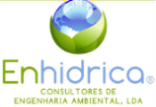 Enhidrica®
CONSULTORES DE
ENGENHARIA AMBIENTAL, LDA